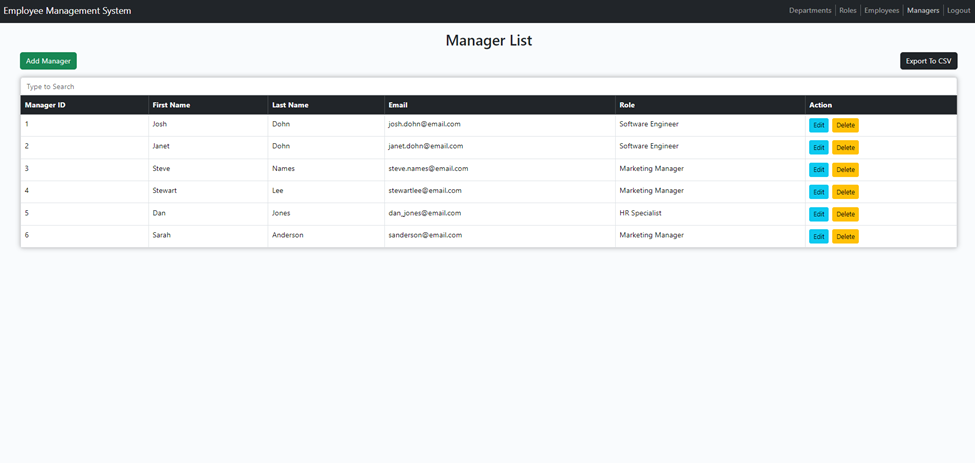 Employee Management System Departments Roles Employees Managers Logout
Manager List
Add Manager Export To CSV
Type to Search
Manager ID First Name Last Name Email Role Action
1 Josh Dohn josh.dohn@email.com Software Engineer Edit Delete
2 Janet Dohn janet.dohn@email.com Software Engineer Edit Delete
3 Steve Names steve.names@email.com Marketing Manager Edit Delete
4 Stewart Lee stewartlee@email.com Marketing Manager Edit Delete
5 Dan Jones dan_jones@email.com HR Specialist Edit Delete
6 Sarah Anderson sanderson@email.com Marketing Manager Edit Delete